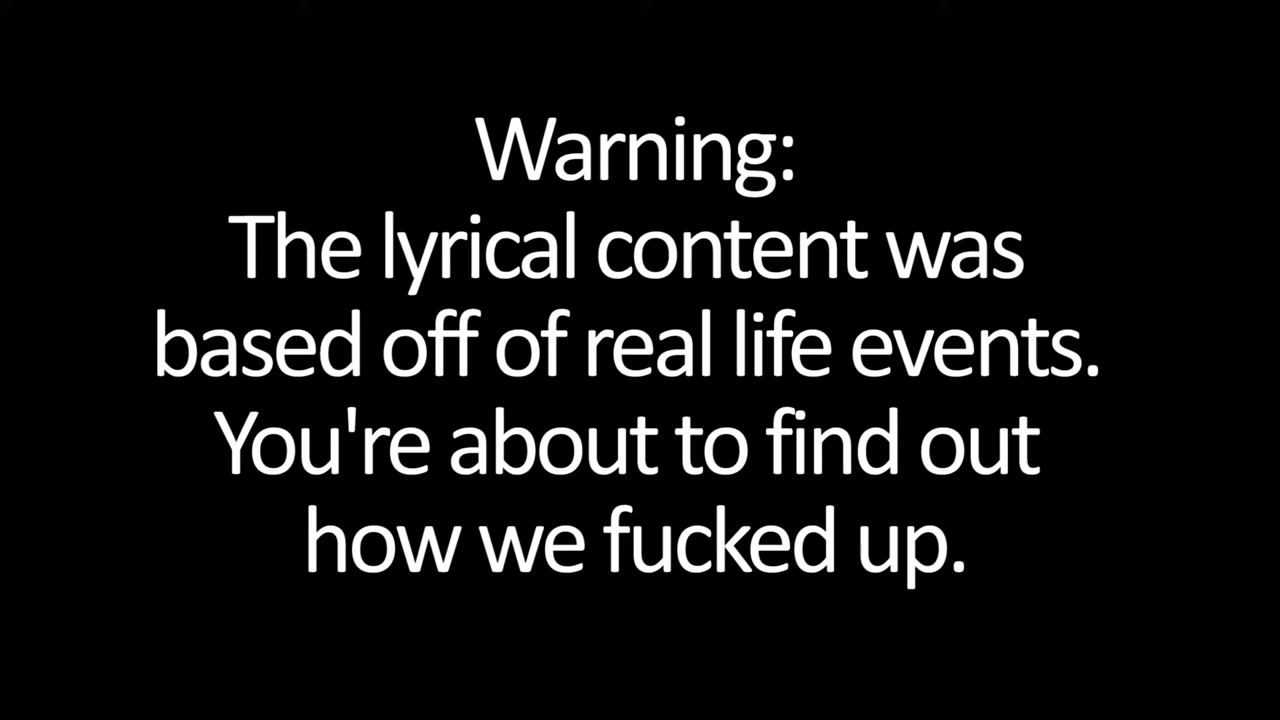 Warning:
The lyrical content was
based off of real life events.
You're about to find out
how we fucked up.